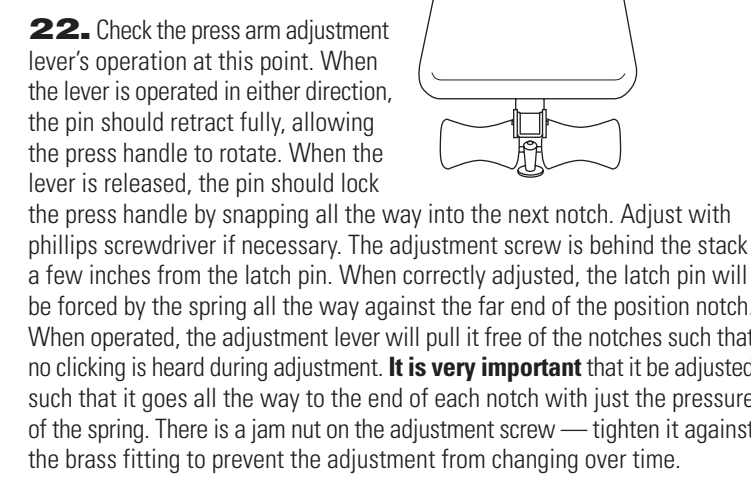 22. Check the press arm adjustment
lever's operation at this point. When
the lever is operated in either direction,
the pin should retract fully, allowing
the press handle to rotate. When the
lever is released, the pin should lock
the press handle by snapping all the way into the next notch. Adjust with
phillips screwdriver if necessary. The adjustment screw is behind the stack
a few inches from the latch pin. When correctly adjusted, the latch pin will
be forced by the spring all the way against the far end of the position notch.
When operated, the adjustment lever will pull it free of the notches such that
no clicking is heard during adjustment. It is very important that it be adjusted
such that it goes all the way to the end of each notch with just the pressure
of the spring. There is a jam nut on the adjustment screw — tighten it against
the brass fitting to prevent the adjustment from changing over time.